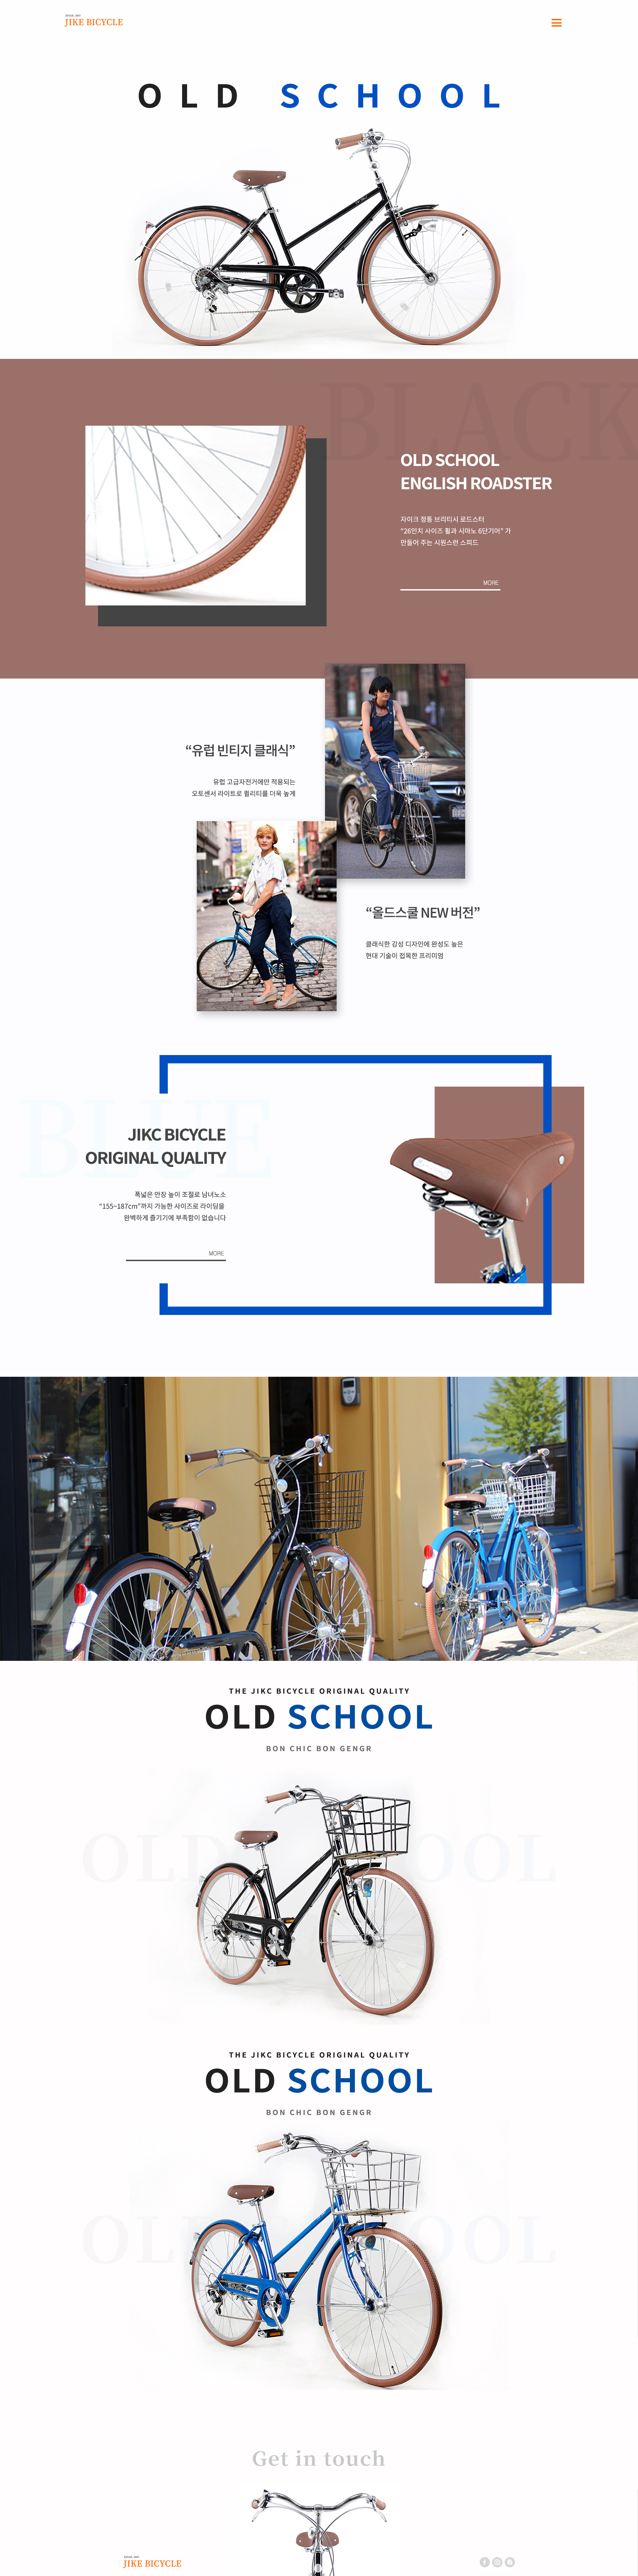 JIKE BICYCLE
OLD SCHOOL
BLACK
OLD SCHOOL
ENGLISH ROADSTER
자이크 정통 브리티시 로드스터
“26인치 사이즈 휠과 시마노 6단기어” 가
만들어 주는 시원스런 스피드
MORE
“유럽 빈티지 클래식”
유럽 고급자전거에만 적용되는
오토센서 라이트로 퀄리티를 더욱 높게
“올드스쿨 NEW 버전”
클래식한 감성 디자인에 완성도 높은
현대 기술이 접목한 프리미엄
BLUE
JIKC BICYCLE
ORIGINAL QUALITY
폭넓은 안장 높이 조절로 남녀노소
“155~187cm”까지 가능한 사이즈로 라이딩을
완벽하게 즐기기에 부족함이 없습니다
MORE
THE JIKC BICYCLE ORIGINAL QUALITY
OLD SCHOOL
BON CHIC BON GENGR
OLD SCHOOL
THE JIKC BICYCLE ORIGINAL QUALITY
OLD SCHOOL
BON CHIC BON GENGR
OLD SCHOOL
Get in touch
JIKE BICYCLE